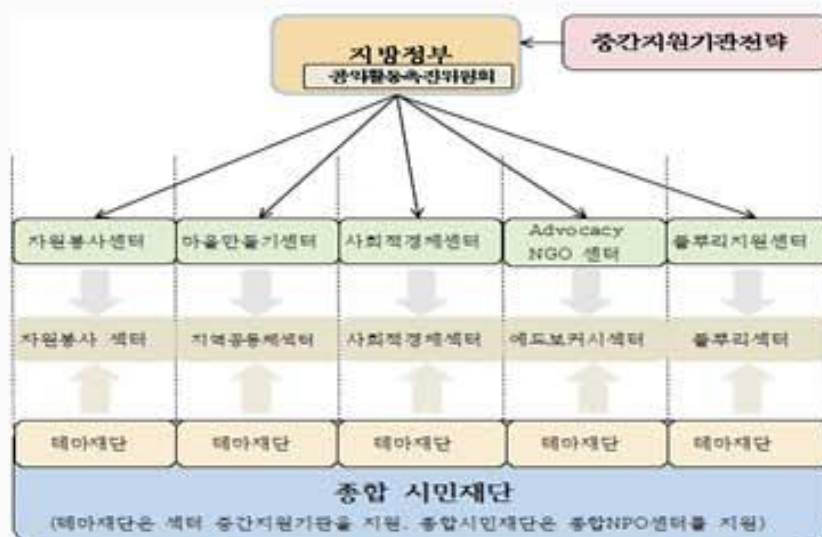 지방정부
공익활동촉진위원회
중간지원기관전략
자원봉사센터
마을만들기센터
사회적경제센터
Advocacy
NGO 센터
풀뿌리지원센터
자원봉사 섹터
지역공동체섹터
사회적경제섹터
에드보커시섹터
풀뿌리섹터
테마재단
테마재단
테마재단
테마재단
테마재단
종합 시민재단
(테마재단은 섹터 중간지원기관을 지원, 종합시민재단은 종합NPO센터를 지원)